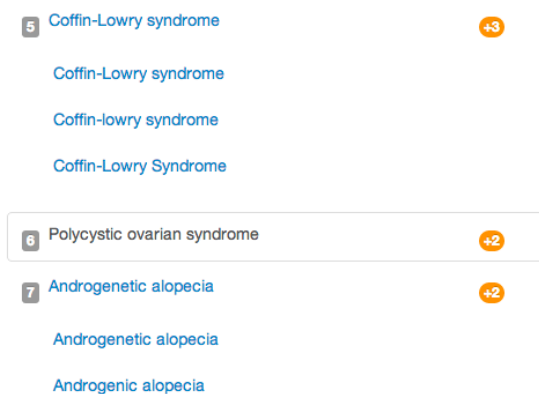 5 Coffin-Lowry syndrome +3
Coffin-Lowry syndrome
Coffin-lowry syndrome
Coffin-Lowry Syndrome
6 Polycystic ovarian syndrome +2
7 Androgenetic alopecia +2
Androgenetic alopecia
Androgenic alopecia